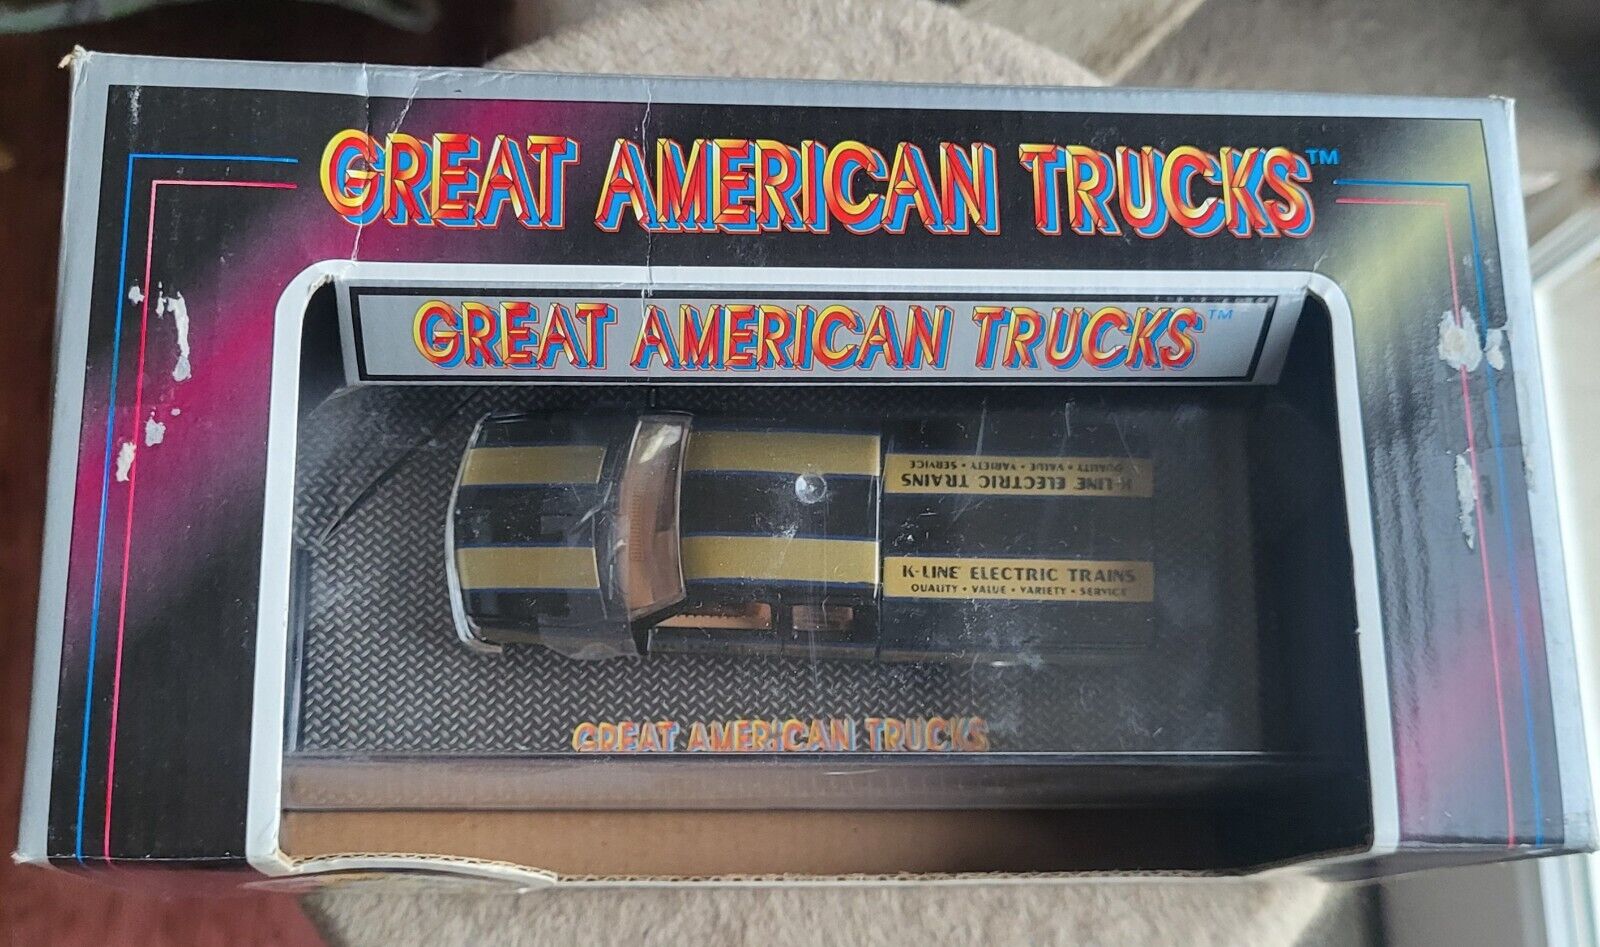 GREAT AMERICAN TRUCKS™
GREAT AMERICAN TRUCKS™
K-LINE ELECTRIC TRAINS
QUALITY • VALUE • VARIETY • SERVICE
K-LINE® ELECTRIC TRAINS
QUALITY • VALUE • VARIETY • SERVICE
GREAT AMERICAN TRUCKS